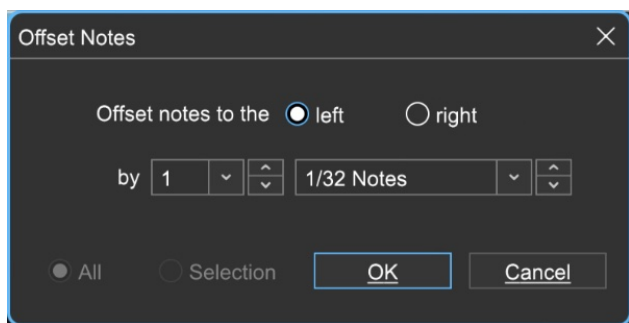 Offset Notes
Offset notes to the left right
by 1 1/32 Notes
All Selection OK Cancel